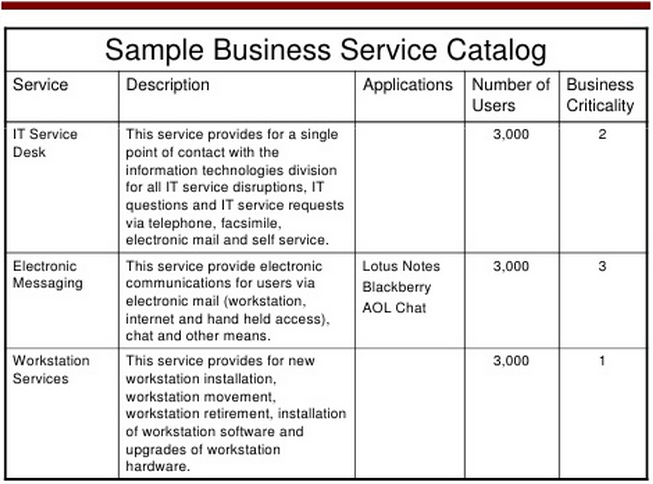 Sample Business Service Catalog
Service
Description
Applications
Number of
Users
Business
Criticality
IT Service
Desk
This service provides for a single
point of contact with the
information technologies division
for all IT service disruptions, IT
questions and IT service requests
via telephone, facsimile,
electronic mail and self service.
3,000
2
Electronic
Messaging
This service provide electronic
communications for users via
electronic mail (workstation,
internet and hand held access),
chat and other means.
Lotus Notes
Blackberry
AOL Chat
3,000
3
Workstation
Services
This service provides for new
workstation installation,
workstation movement,
workstation retirement, installation
of workstation software and
upgrades of workstation
hardware.
3,000
1